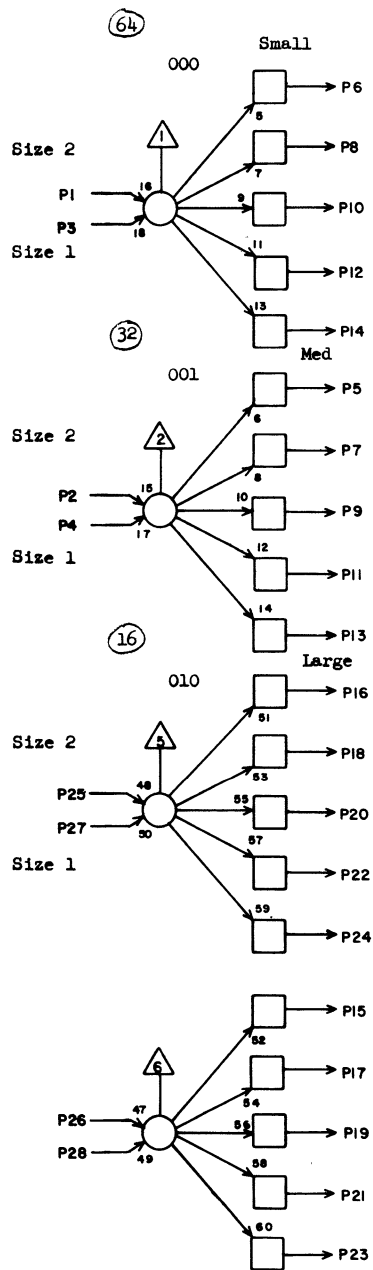 64
Small
000
P6
5
1
P8
Size 2
7
P1
16
9
P10
P3
18
Size 1
11
P12
13
P14
32
Med
001
P5
6
Size 2
2
P7
8
P2
15
10
P9
P4
17
12
Size 1
P11
14
16
P13
Large
010
P16
51
Size 2
5
P18
53
P25
48
55
P20
P27
50
57
Size 1
P22
59
P24
P15
52
6
P17
54
P26
47
56
P19
P28
49
58
P21
60
P23